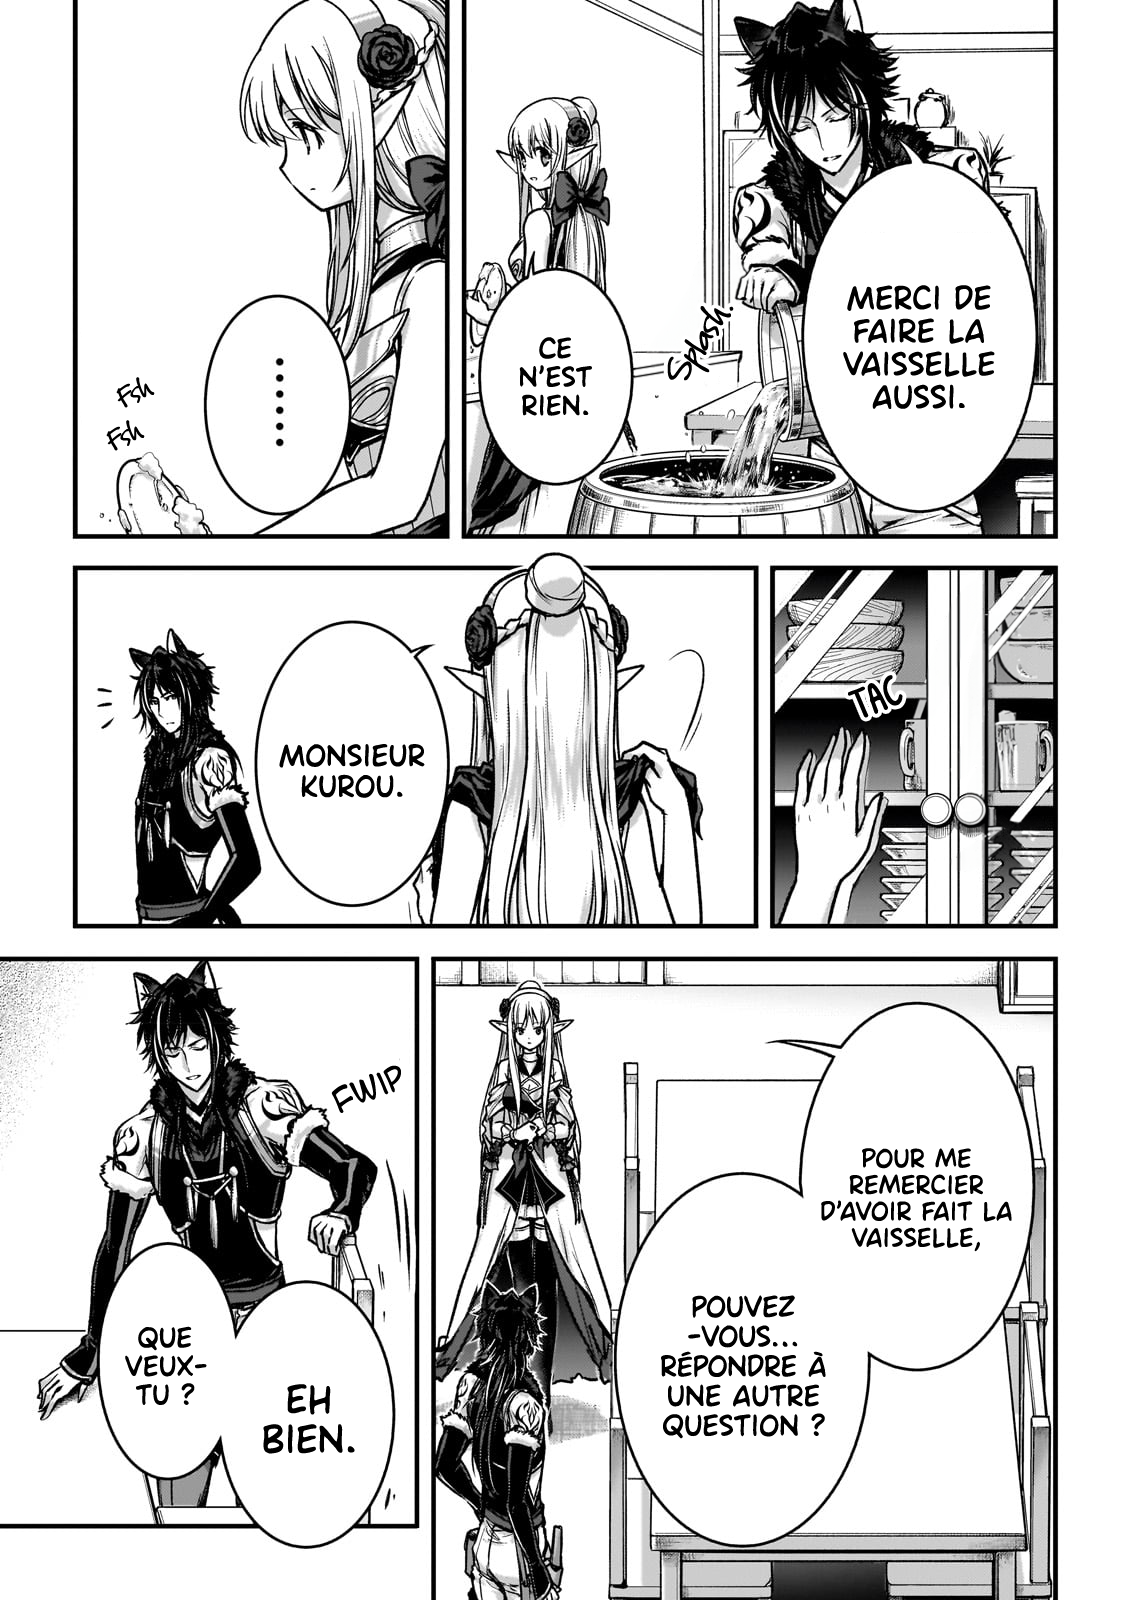 MERCI DE
FAIRE LA
VAISSELLE
AUSSI.
Splash.
CE
N'EST
RIEN.
......
Fsh
Fsh
TAC
MONSIEUR
KUROU.
POUR ME
REMERCIER
D'AVOIR FAIT LA
VAISSELLE,
POUVEZ
-VOUS...
RÉPONDRE À
UNE AUTRE
QUESTION ?
FWIP
EH
BIEN.
QUE
VEUX-
TU ?